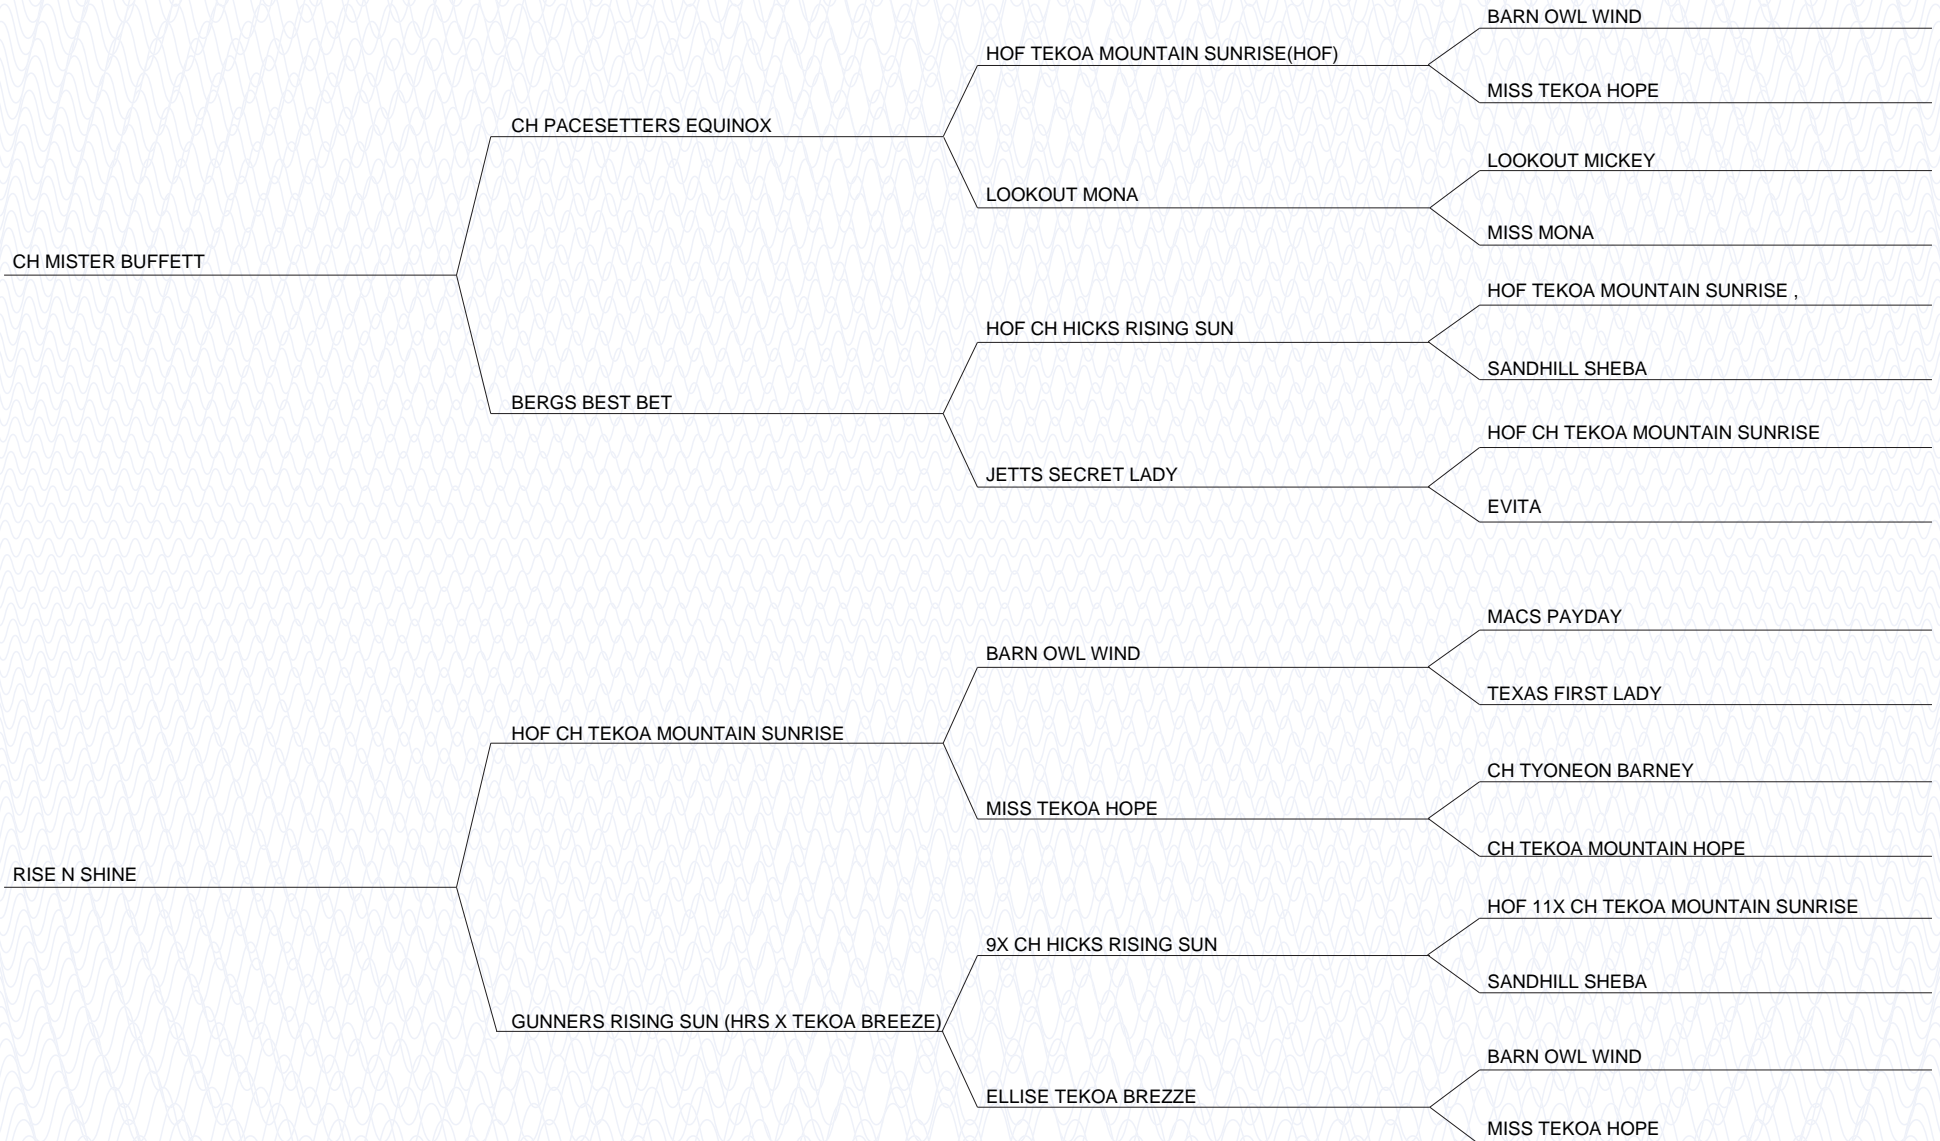 BARN OWL WIND
HOF TEKOA MOUNTAIN SUNRISE(HOF)
MISS TEKOA HOPE
CH PACESETTERS EQUINOX
LOOKOUT MICKEY
LOOKOUT MONA
MISS MONA
CH MISTER BUFFETT
HOF TEKOA MOUNTAIN SUNRISE ,
HOF CH HICKS RISING SUN
SANDHILL SHEBA
BERGS BEST BET
HOF CH TEKOA MOUNTAIN SUNRISE
JETTS SECRET LADY
EVITA
MACS PAYDAY
BARN OWL WIND
TEXAS FIRST LADY
HOF CH TEKOA MOUNTAIN SUNRISE
CH TYONEON BARNEY
MISS TEKOA HOPE
CH TEKOA MOUNTAIN HOPE
RISE N SHINE
HOF 11X CH TEKOA MOUNTAIN SUNRISE
9X CH HICKS RISING SUN
SANDHILL SHEBA
GUNNERS RISING SUN (HRS X TEKOA BREEZE)
BARN OWL WIND
ELLISE TEKOA BREZZE
MISS TEKOA HOPE